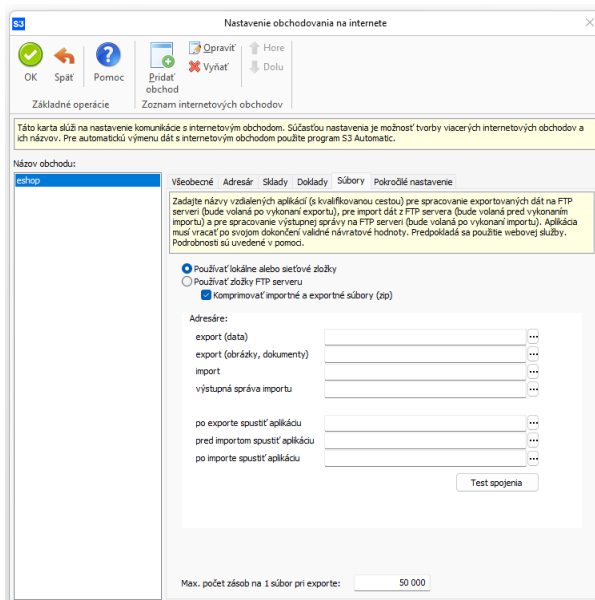 S3 Nastavenie obchodovania na internete
OK
Späť
Pomoc
Pridať
obchod
Opraviť
Vyňať
Hore
Dolu
Základné operácie
Zoznam internetových obchodov
Táto karta slúži na nastavenie komunikácie s internetovým obchodom. Súčasťou nastavenia je možnosť tvorby viacerých internetových obchodov a
ich názvov. Pre automatickú výmenu dát s internetovým obchodom použite program S3 Automatic.
Názov obchodu:
eshop
Všeobecné Adresár Sklady Doklady Súbory Pokročilé nastavenie
Zadajte názvy vzdialených aplikácií (s kvalifikovanou cestou) pre spracovanie exportovaných dát na FTP
serveri (bude volaná po vykonaní exportu), pre import dát z FTP servera (bude volaná pred vykonaním
importu) a pre spracovanie výstupnej správy na FTP serveri (bude volaná po vykonaní importu). Aplikácia
musí vracať po svojom dokončení validné návratové hodnoty. Predpokladá sa použitie webovej služby.
Podrobnosti sú uvedené v pomoci.
Používať lokálne alebo sieťové zložky
Používať zložky FTP serveru
Komprimovať importné a exportné súbory (zip)
Adresáre:
export (data)
export (obrázky, dokumenty)
import
výstupná správa importu
po exporte spustiť aplikáciu
pred importom spustiť aplikáciu
po importe spustiť aplikáciu
Test spojenia
Max. počet zásob na 1 súbor pri exporte: 50 000